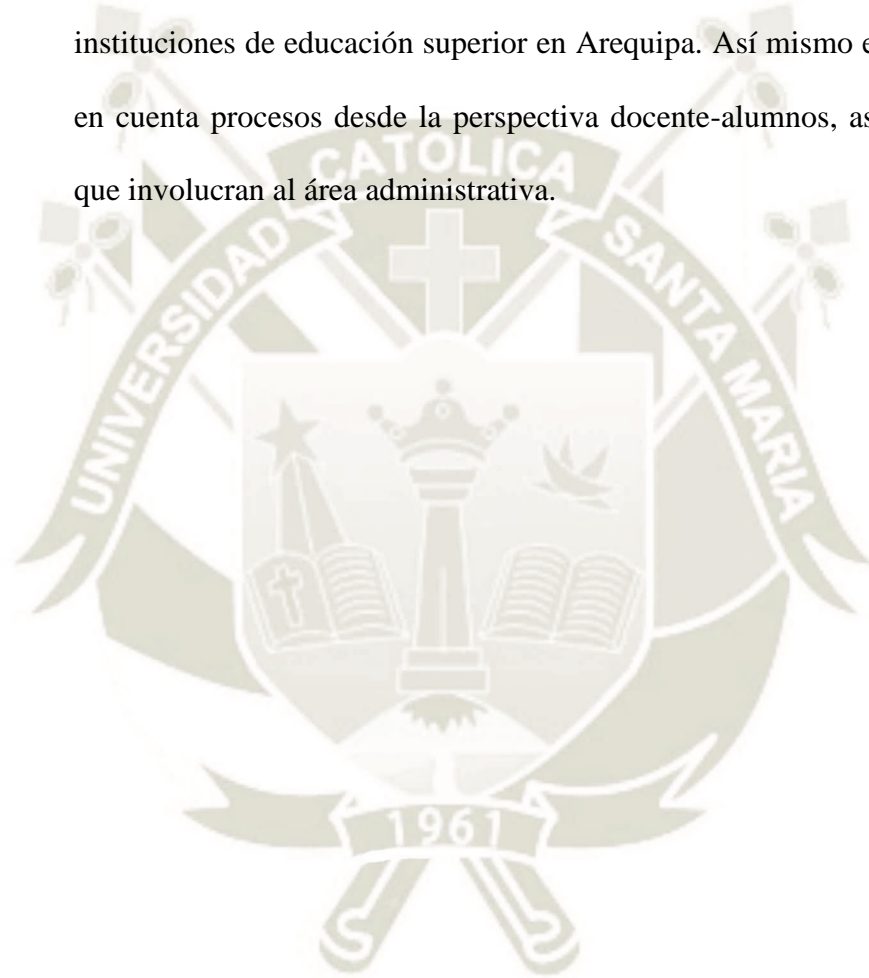 instituciones de educación superior en Arequipa. Así mismo e
en cuenta procesos desde la perspectiva docente-alumnos, as
que involucran al área administrativa.
UNIVERSIDAD CATÓLICA SANTA MARIA
1961